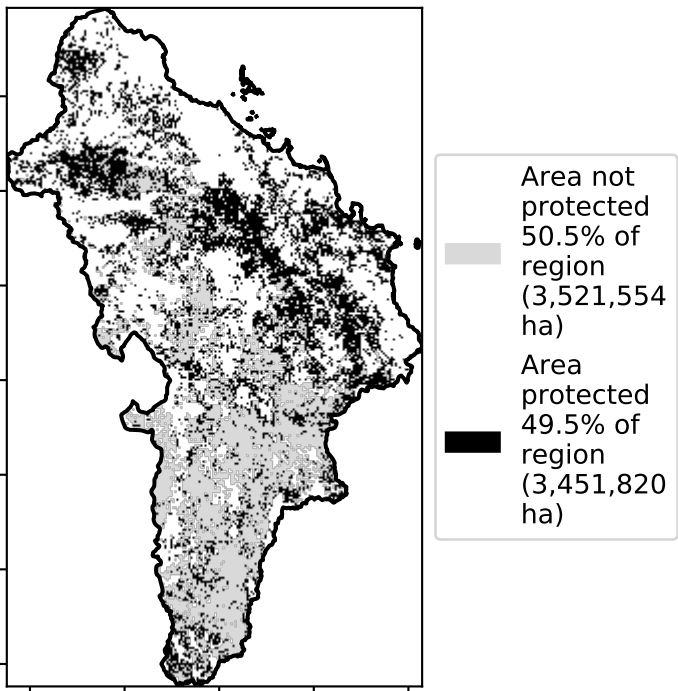 Area not
protected
50.5% of
region
(3,521,554
ha)
Area
protected
49.5% of
region
(3,451,820
ha)